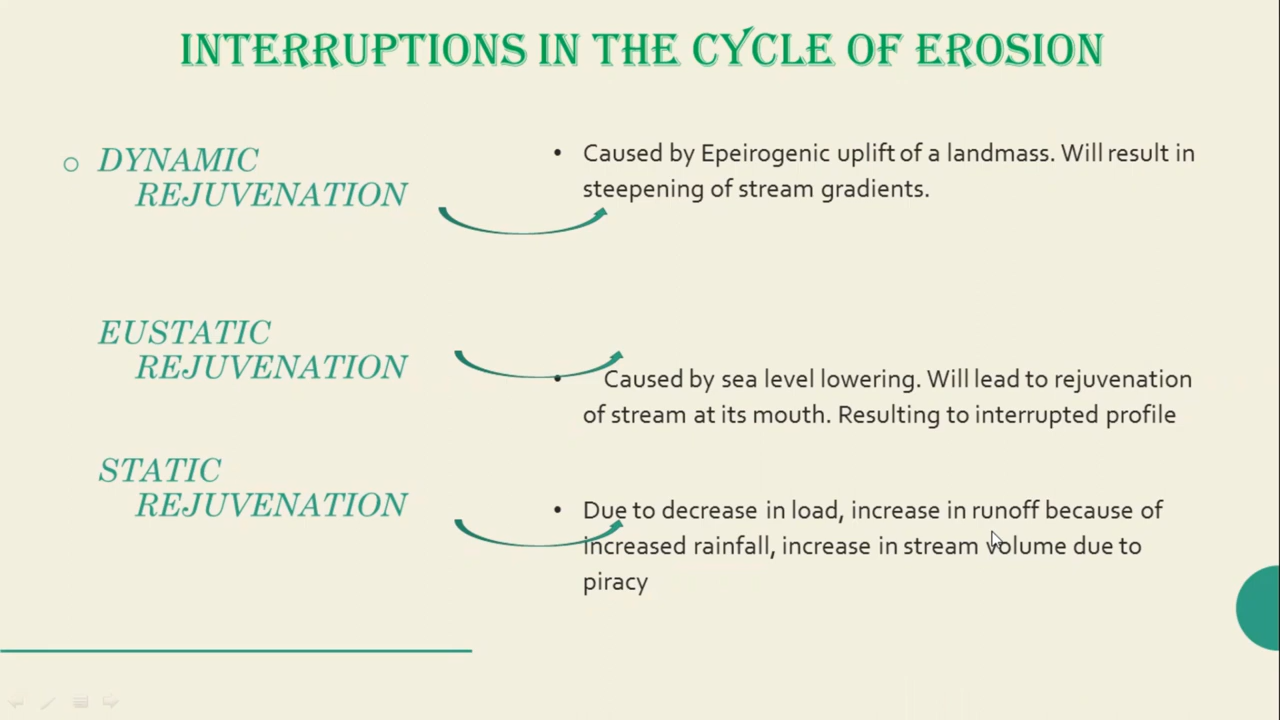 INTERRUPTIONS IN THE CYCLE OF EROSION
DYNAMIC
REJUVENATION
• Caused by Epeirogenic uplift of a landmass. Will result in
steepening of stream gradients.
EUSTATIC
REJUVENATION
• Caused by sea level lowering. Will lead to rejuvenation
of stream at its mouth. Resulting to interrupted profile
STATIC
REJUVENATION
• Due to decrease in load, increase in runoff because of
increased rainfall, increase in stream volume due to
piracy